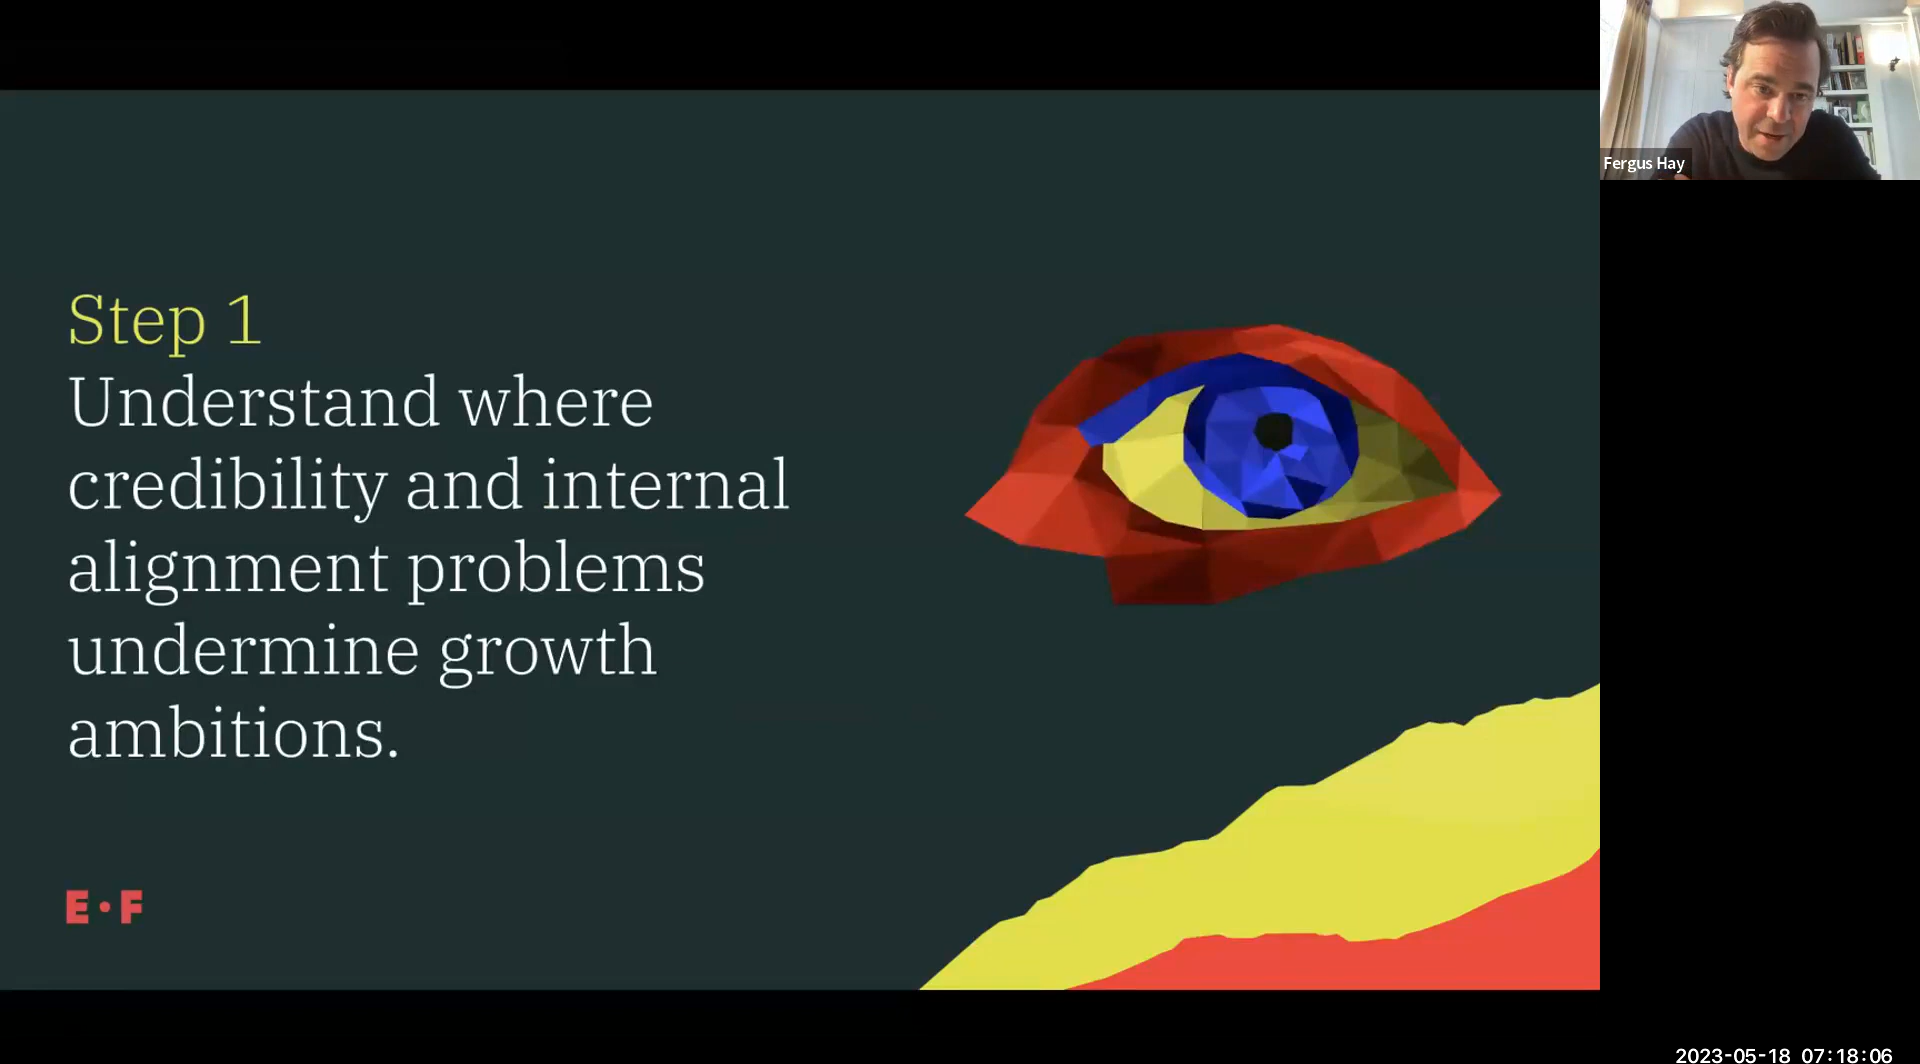 Fergus Hay
Step 1
Understand where
credibility and internal
alignment problems
undermine growth
ambitions.
E·F
2023-05-18 07:18:06